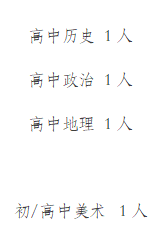 高中历史 1人
高中政治 1人
高中地理 1人
初/高中美术 1人